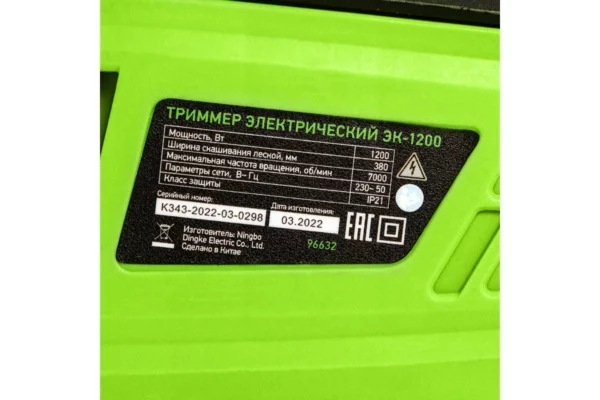 ТРИММЕР ЭЛЕКТРИЧЕСКИЙ ЭК-1200
Мощность, Вт 1200
Ширина скашивания леской, мм 380
Максимальная частота вращения, об/мин 7000
Параметры сети, В~ Гц 230~ 50
Класс защиты IP21
Серийный номер: Дата изготовления:
K343-2022-03-0298 03.2022
Изготовитель: Ningbo
Dingke Electric Co., Ltd.
Сделано в Китае
96632
EAC